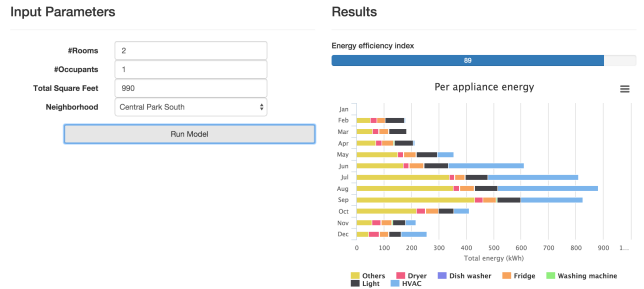 Input Parameters
Results
#Rooms 2
#Occupants 1
Total Square Feet 990
Neighborhood Central Park South
Run Model
Energy efficiency index
89
Per appliance energy
Jan
Feb
Mar
Apr
May
Jun
Jul
Aug
Sep
Oct
Nov
Dec
0 100 200 300 400 500 600 700 800 900 1...
Total energy (kWh)
Others Dryer Dish washer Fridge Washing machine
Light HVAC